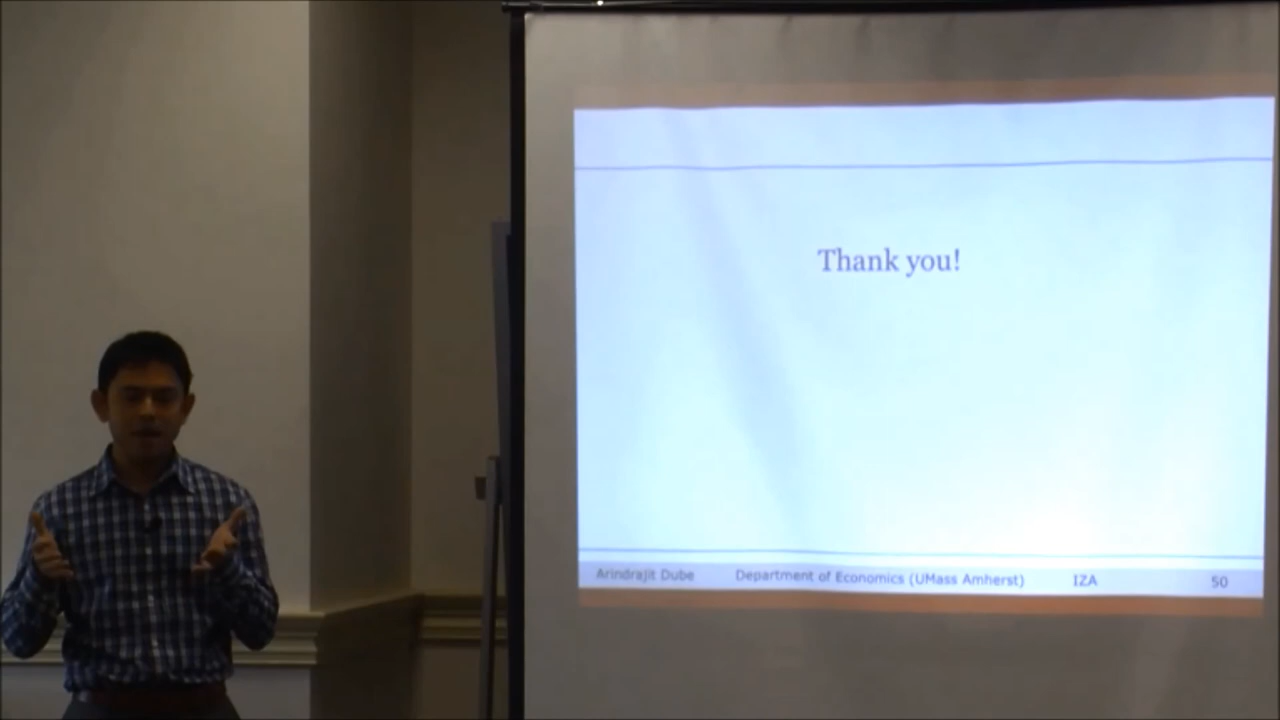 Thank you!
Arindrajit Dube Department of Economics (UMass Amherst) IZA 50